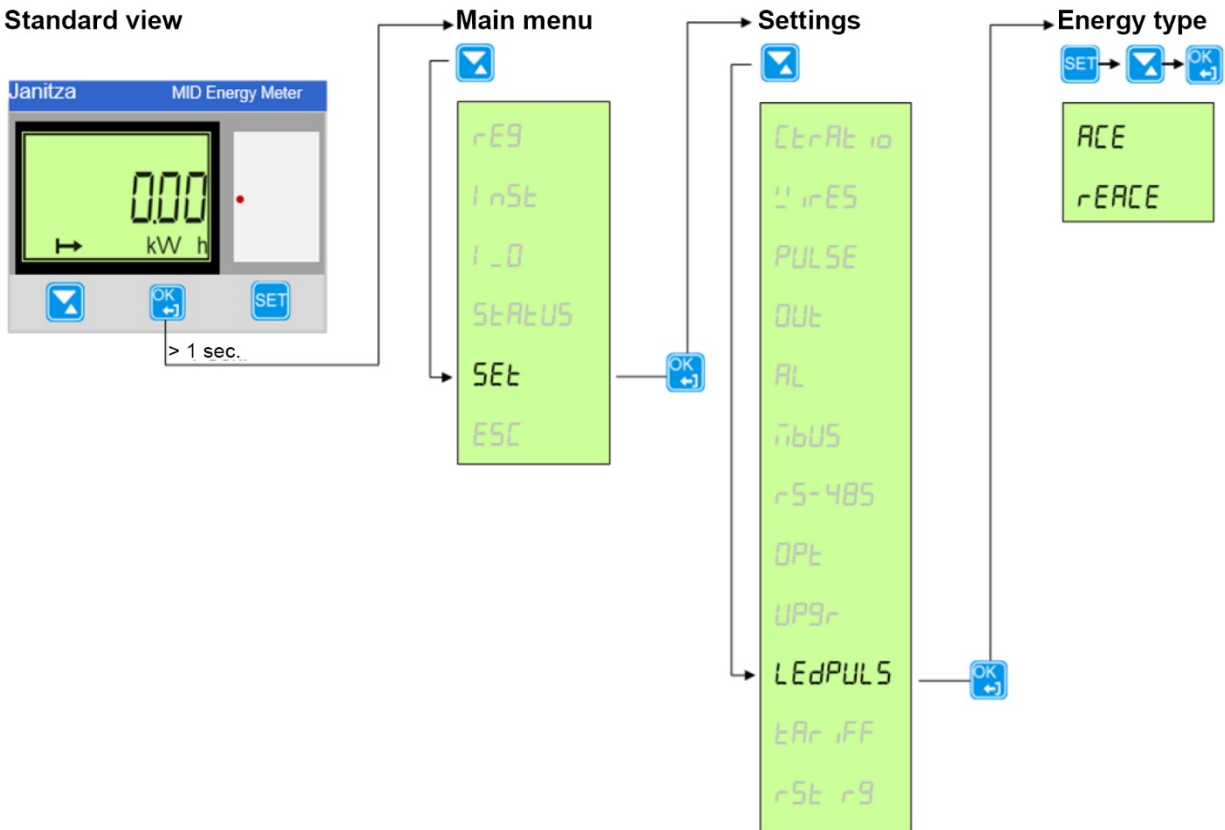 Standard view
Janitza MID Energy Meter
0.00
kW h
OK
SET
> 1 sec.
Main menu
rEg
InSt
I_O
StAtUS
SEt
ESC
OK
Settings
CtrAtio
WirES
PULSE
OUt
AL
mbUS
rS-485
OPt
UPgr
LEdPULS
tAriFF
rSt rg
OK
Energy type
SET OK
ACE
rEACE